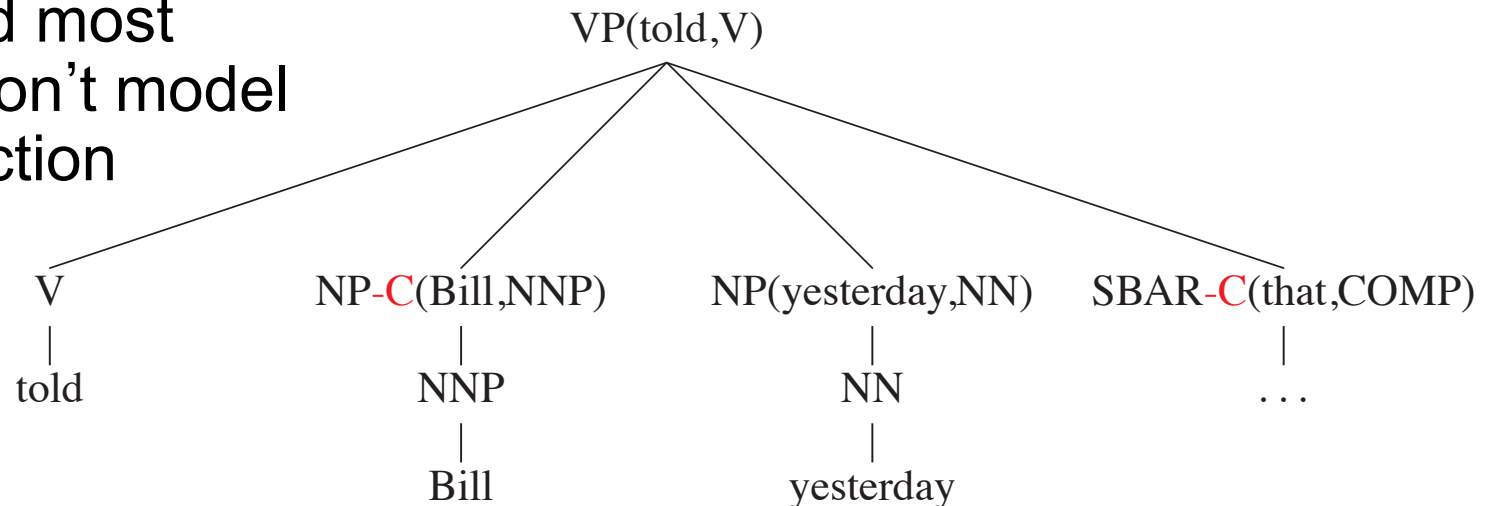 d most
on't model
ction
VP(told,V)
V NP-C(Bill,NNP) NP(yesterday,NN) SBAR-C(that,COMP)
told NNP NN ...
Bill yesterday